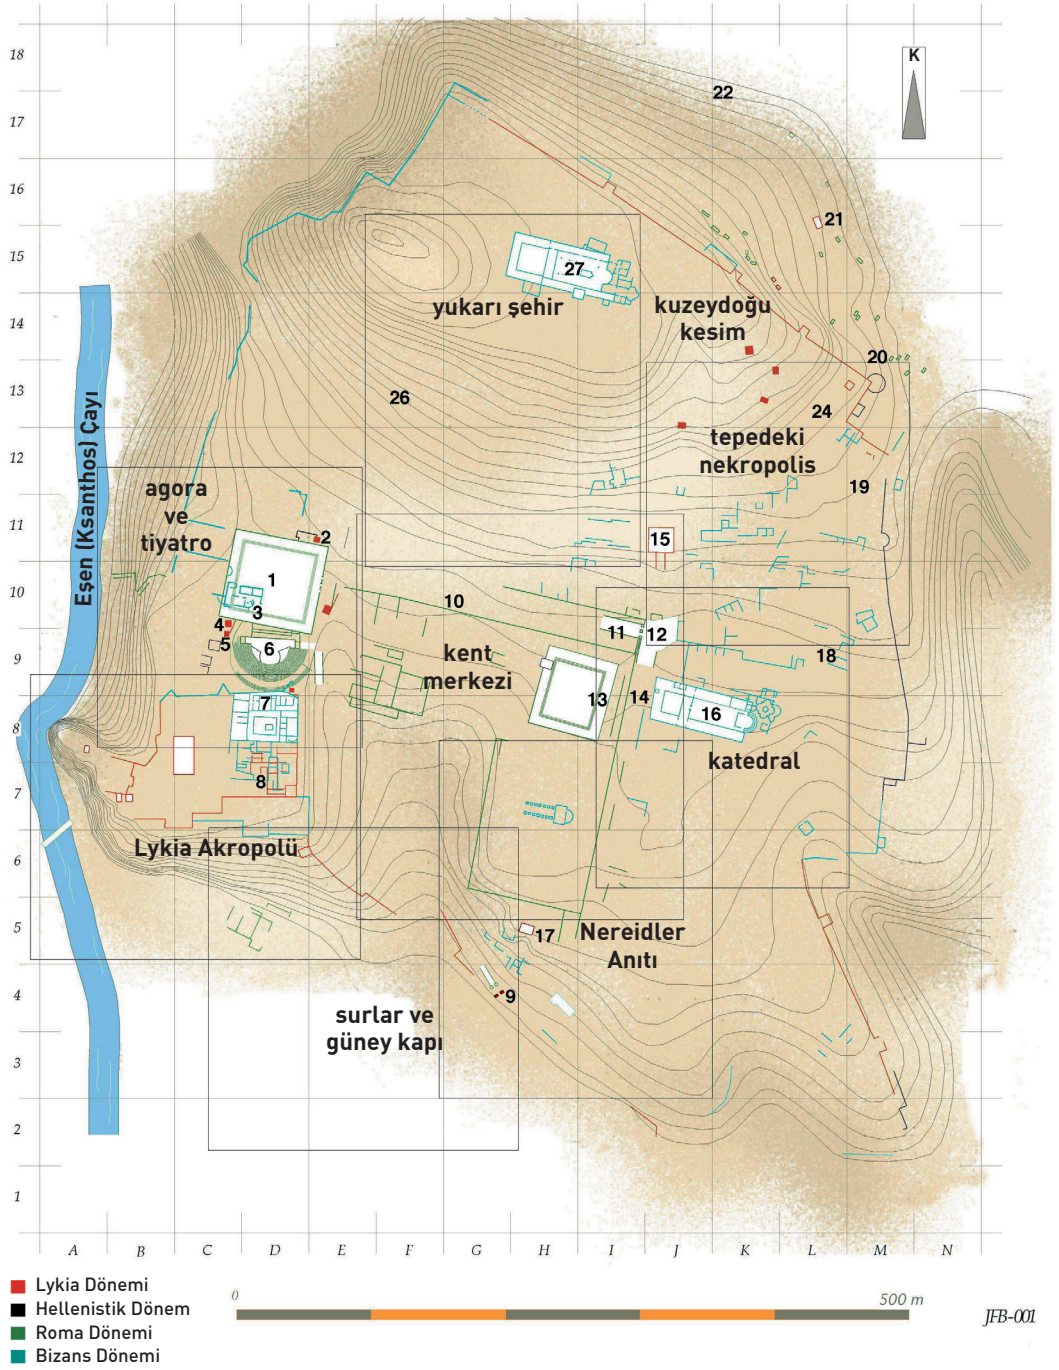 18
K
22
17
16
21
15
27
yukarı şehir
kuzeydoğu
kesim
14
20
13
26
24
Eşen (Ksanthos) Çayı
tepedeki
nekropolis
12
19
agora
ve
tiyatro
11
2
15
1
10
10
3
4
5
6
11
12
9
kent
merkezi
18
13
14
7
16
8
katedral
8
7
Lykia Akropolü
6
5
17
Nereidler
Anıtı
9
4
surlar ve
güney kapı
3
2
1
A B C D E F G H I J K L M N
Lykia Dönemi
Hellenistik Dönem
Roma Dönemi
Bizans Dönemi
0
500 m
JFB-001